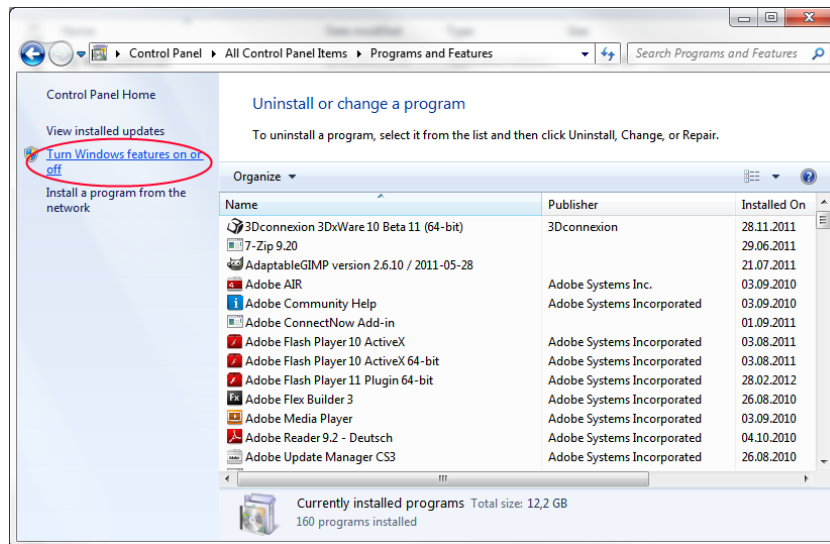 Control Panel ▸ All Control Panel Items ▸ Programs and Features
Search Programs and Features
Control Panel Home
View installed updates
Turn Windows features on or
off
Install a program from the
network
Uninstall or change a program
To uninstall a program, select it from the list and then click Uninstall, Change, or Repair.
Organize
Name Publisher Installed On
3Dconnexion 3DxWare 10 Beta 11 (64-bit) 3Dconnexion 28.11.2011
7-Zip 9.20 29.06.2011
AdaptableGIMP version 2.6.10 / 2011-05-28 21.07.2011
Adobe AIR Adobe Systems Inc. 03.09.2010
Adobe Community Help Adobe Systems Incorporated 03.09.2010
Adobe ConnectNow Add-in 01.09.2011
Adobe Flash Player 10 ActiveX Adobe Systems Incorporated 03.08.2011
Adobe Flash Player 10 ActiveX 64-bit Adobe Systems Incorporated 03.08.2011
Adobe Flash Player 11 Plugin 64-bit Adobe Systems Incorporated 28.02.2012
Adobe Flex Builder 3 Adobe Systems Incorporated 26.08.2010
Adobe Media Player Adobe Systems Incorporated 03.09.2010
Adobe Reader 9.2 - Deutsch Adobe Systems Incorporated 04.10.2010
Adobe Update Manager CS3 Adobe Systems Incorporated 26.08.2010
Currently installed programs Total size: 12,2 GB
160 programs installed